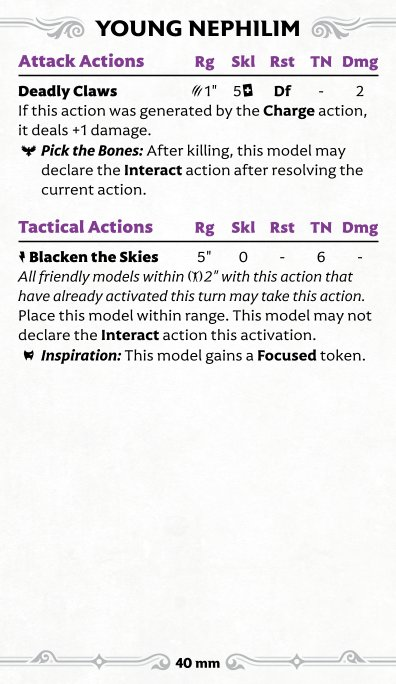 YOUNG NEPHILIM
Attack Actions Rg Skl Rst TN Dmg
Deadly Claws 1" 5 Df - 2
If this action was generated by the Charge action,
it deals +1 damage.
Pick the Bones: After killing, this model may
declare the Interact action after resolving the
current action.
Tactical Actions Rg Skl Rst TN Dmg
Blacken the Skies 5" 0 - 6 -
All friendly models within 2" with this action that
have already activated this turn may take this action.
Place this model within range. This model may not
declare the Interact action this activation.
Inspiration: This model gains a Focused token.
40 mm